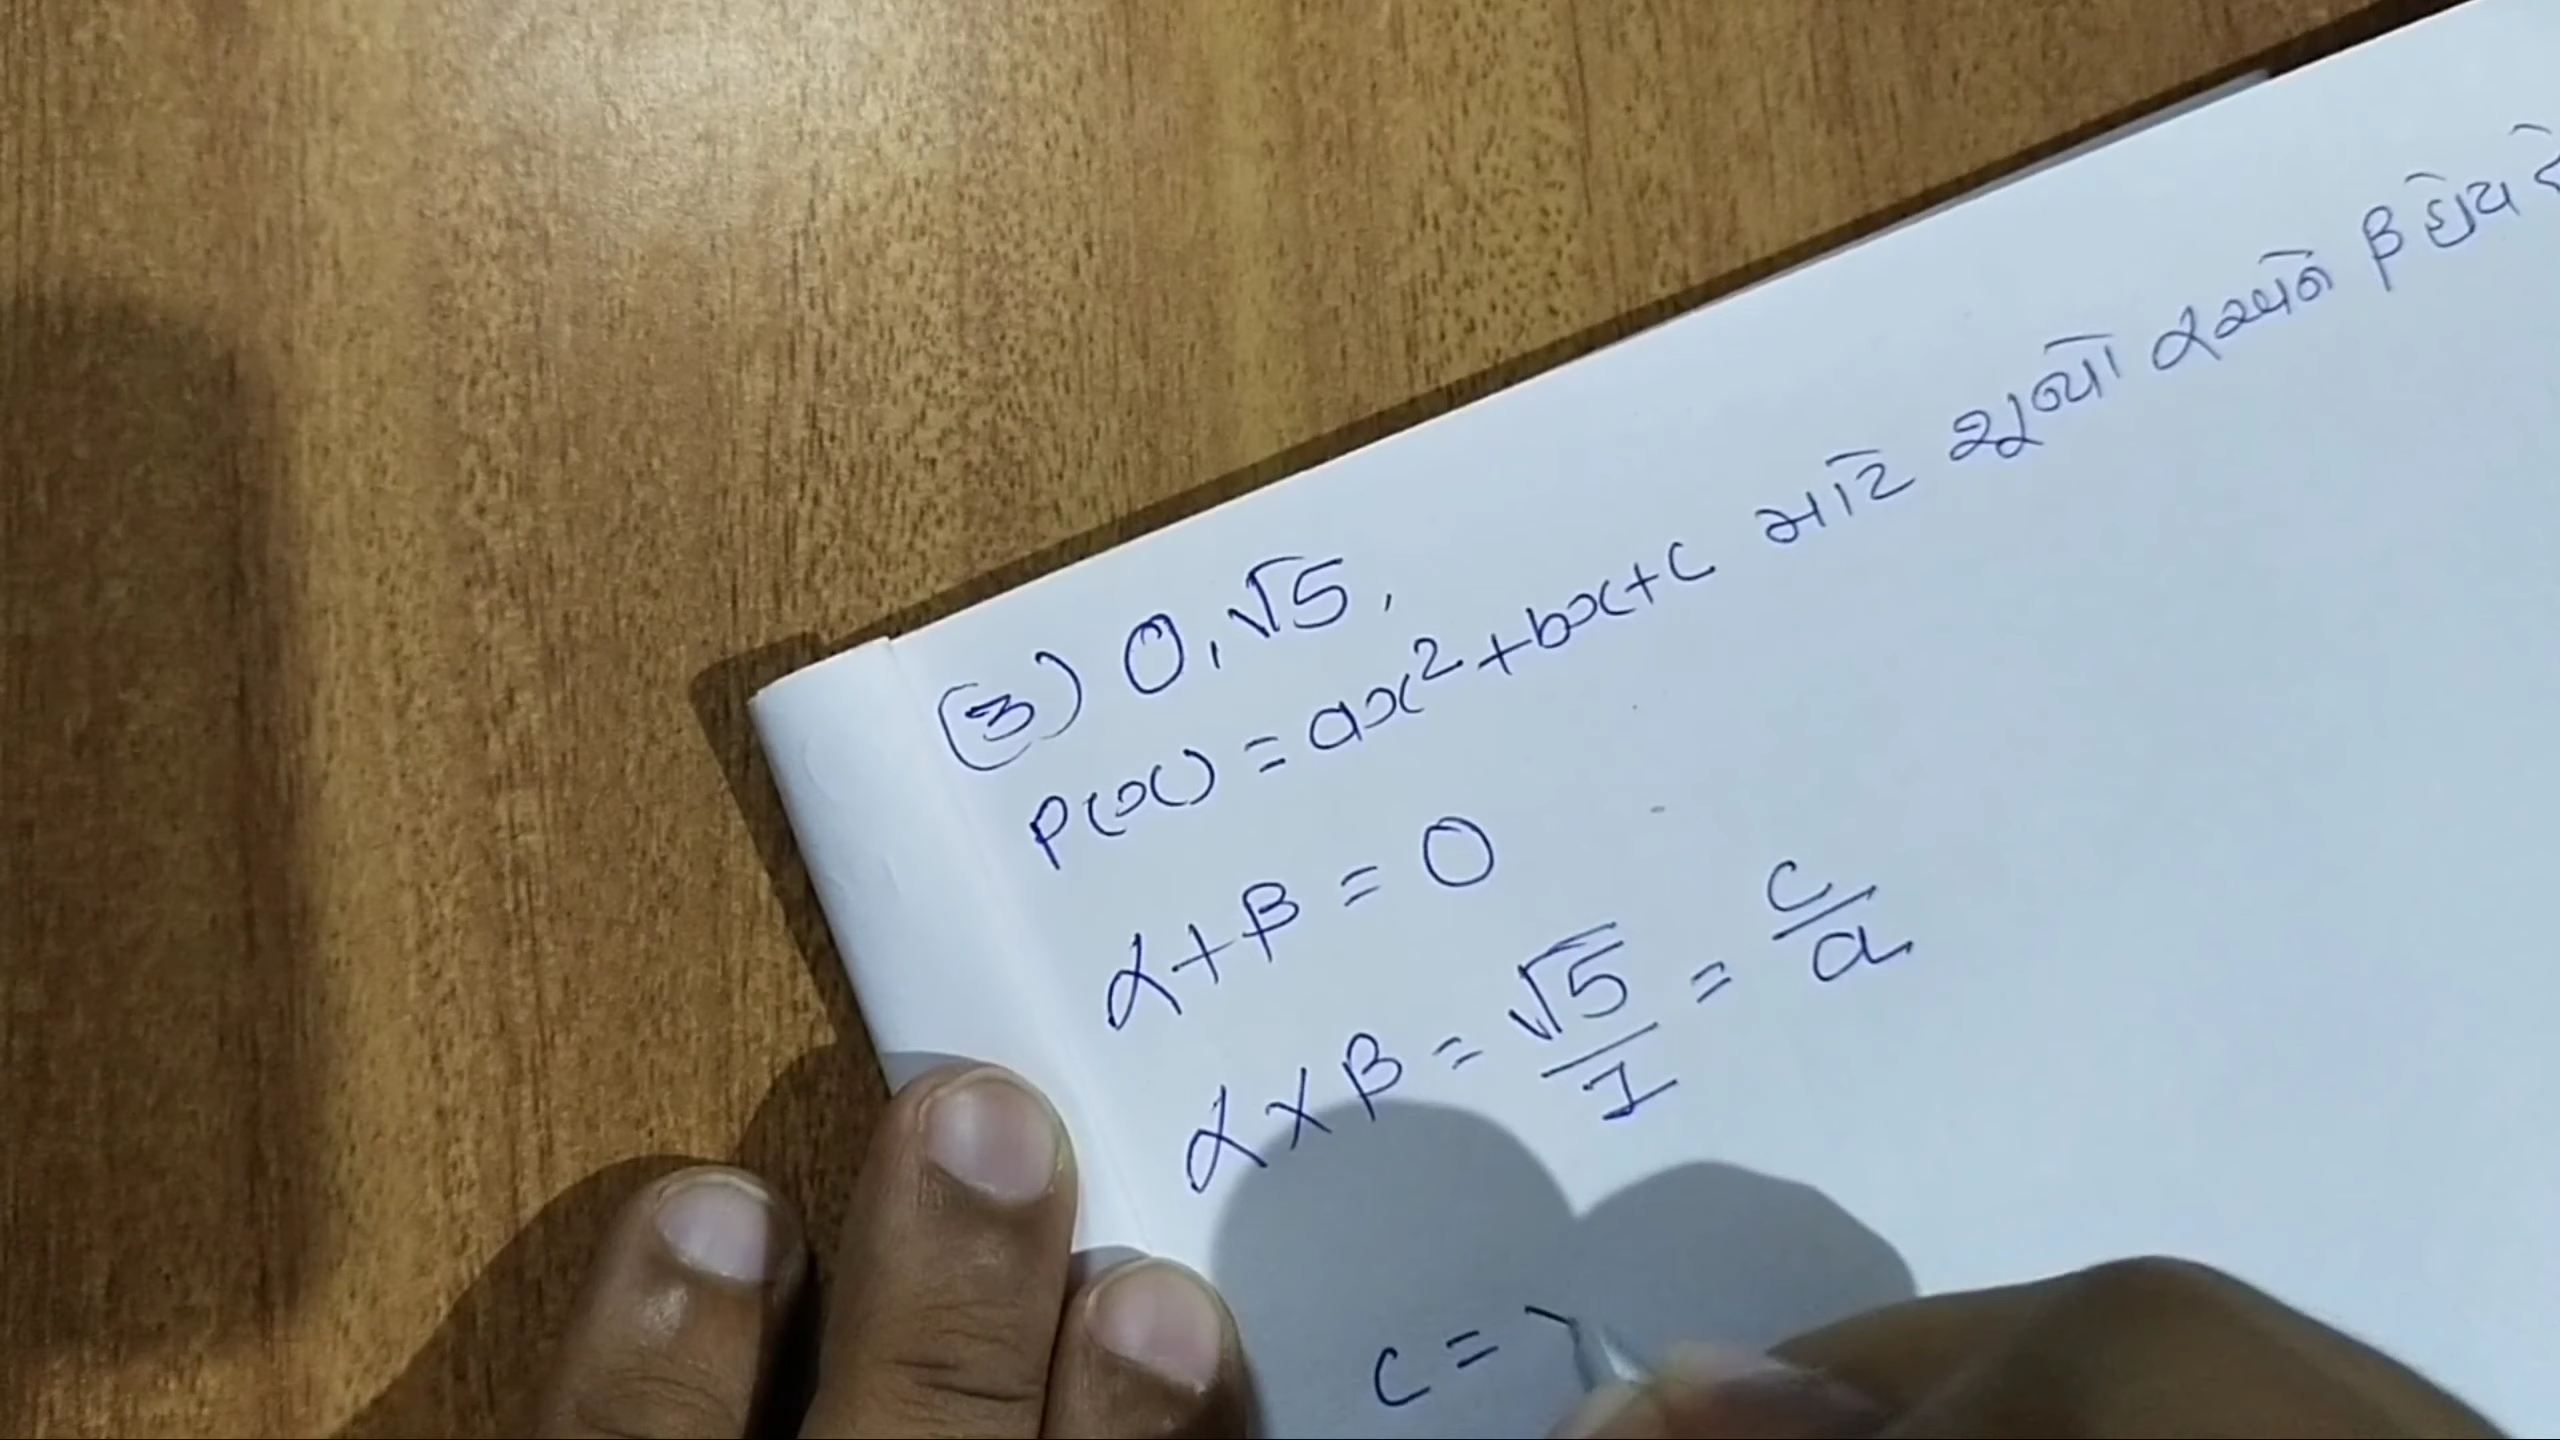 (3) 0, √5,
P(x) = ax² + bx + c માટે શૂન્યો α અને β હોય
α + β = 0
α × β = √5/1 = c/a
c =